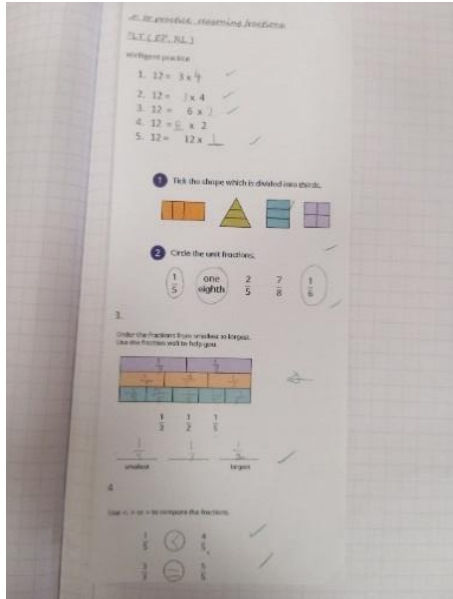 to practise reasoning fractions
Intelligent practice
1. 12 = 3 x 4
2. 12 = 3 x 4
3. 12 = 6 x 2
4. 12 = 6 x 2
5. 12 = 12 x 1
1 Tick the shape which is divided into thirds.
2 Circle the unit fractions.
1/5 one eighth 2/5 7/8 1/6
3.
Order the fractions from smallest to largest.
Use the fraction wall to help you.
1/3 1/2 1/5
1/5 1/3 1/2
smallest largest
4
Use <, > or = to compare the fractions.
1/5 < 4/5
3/3 = 5/5